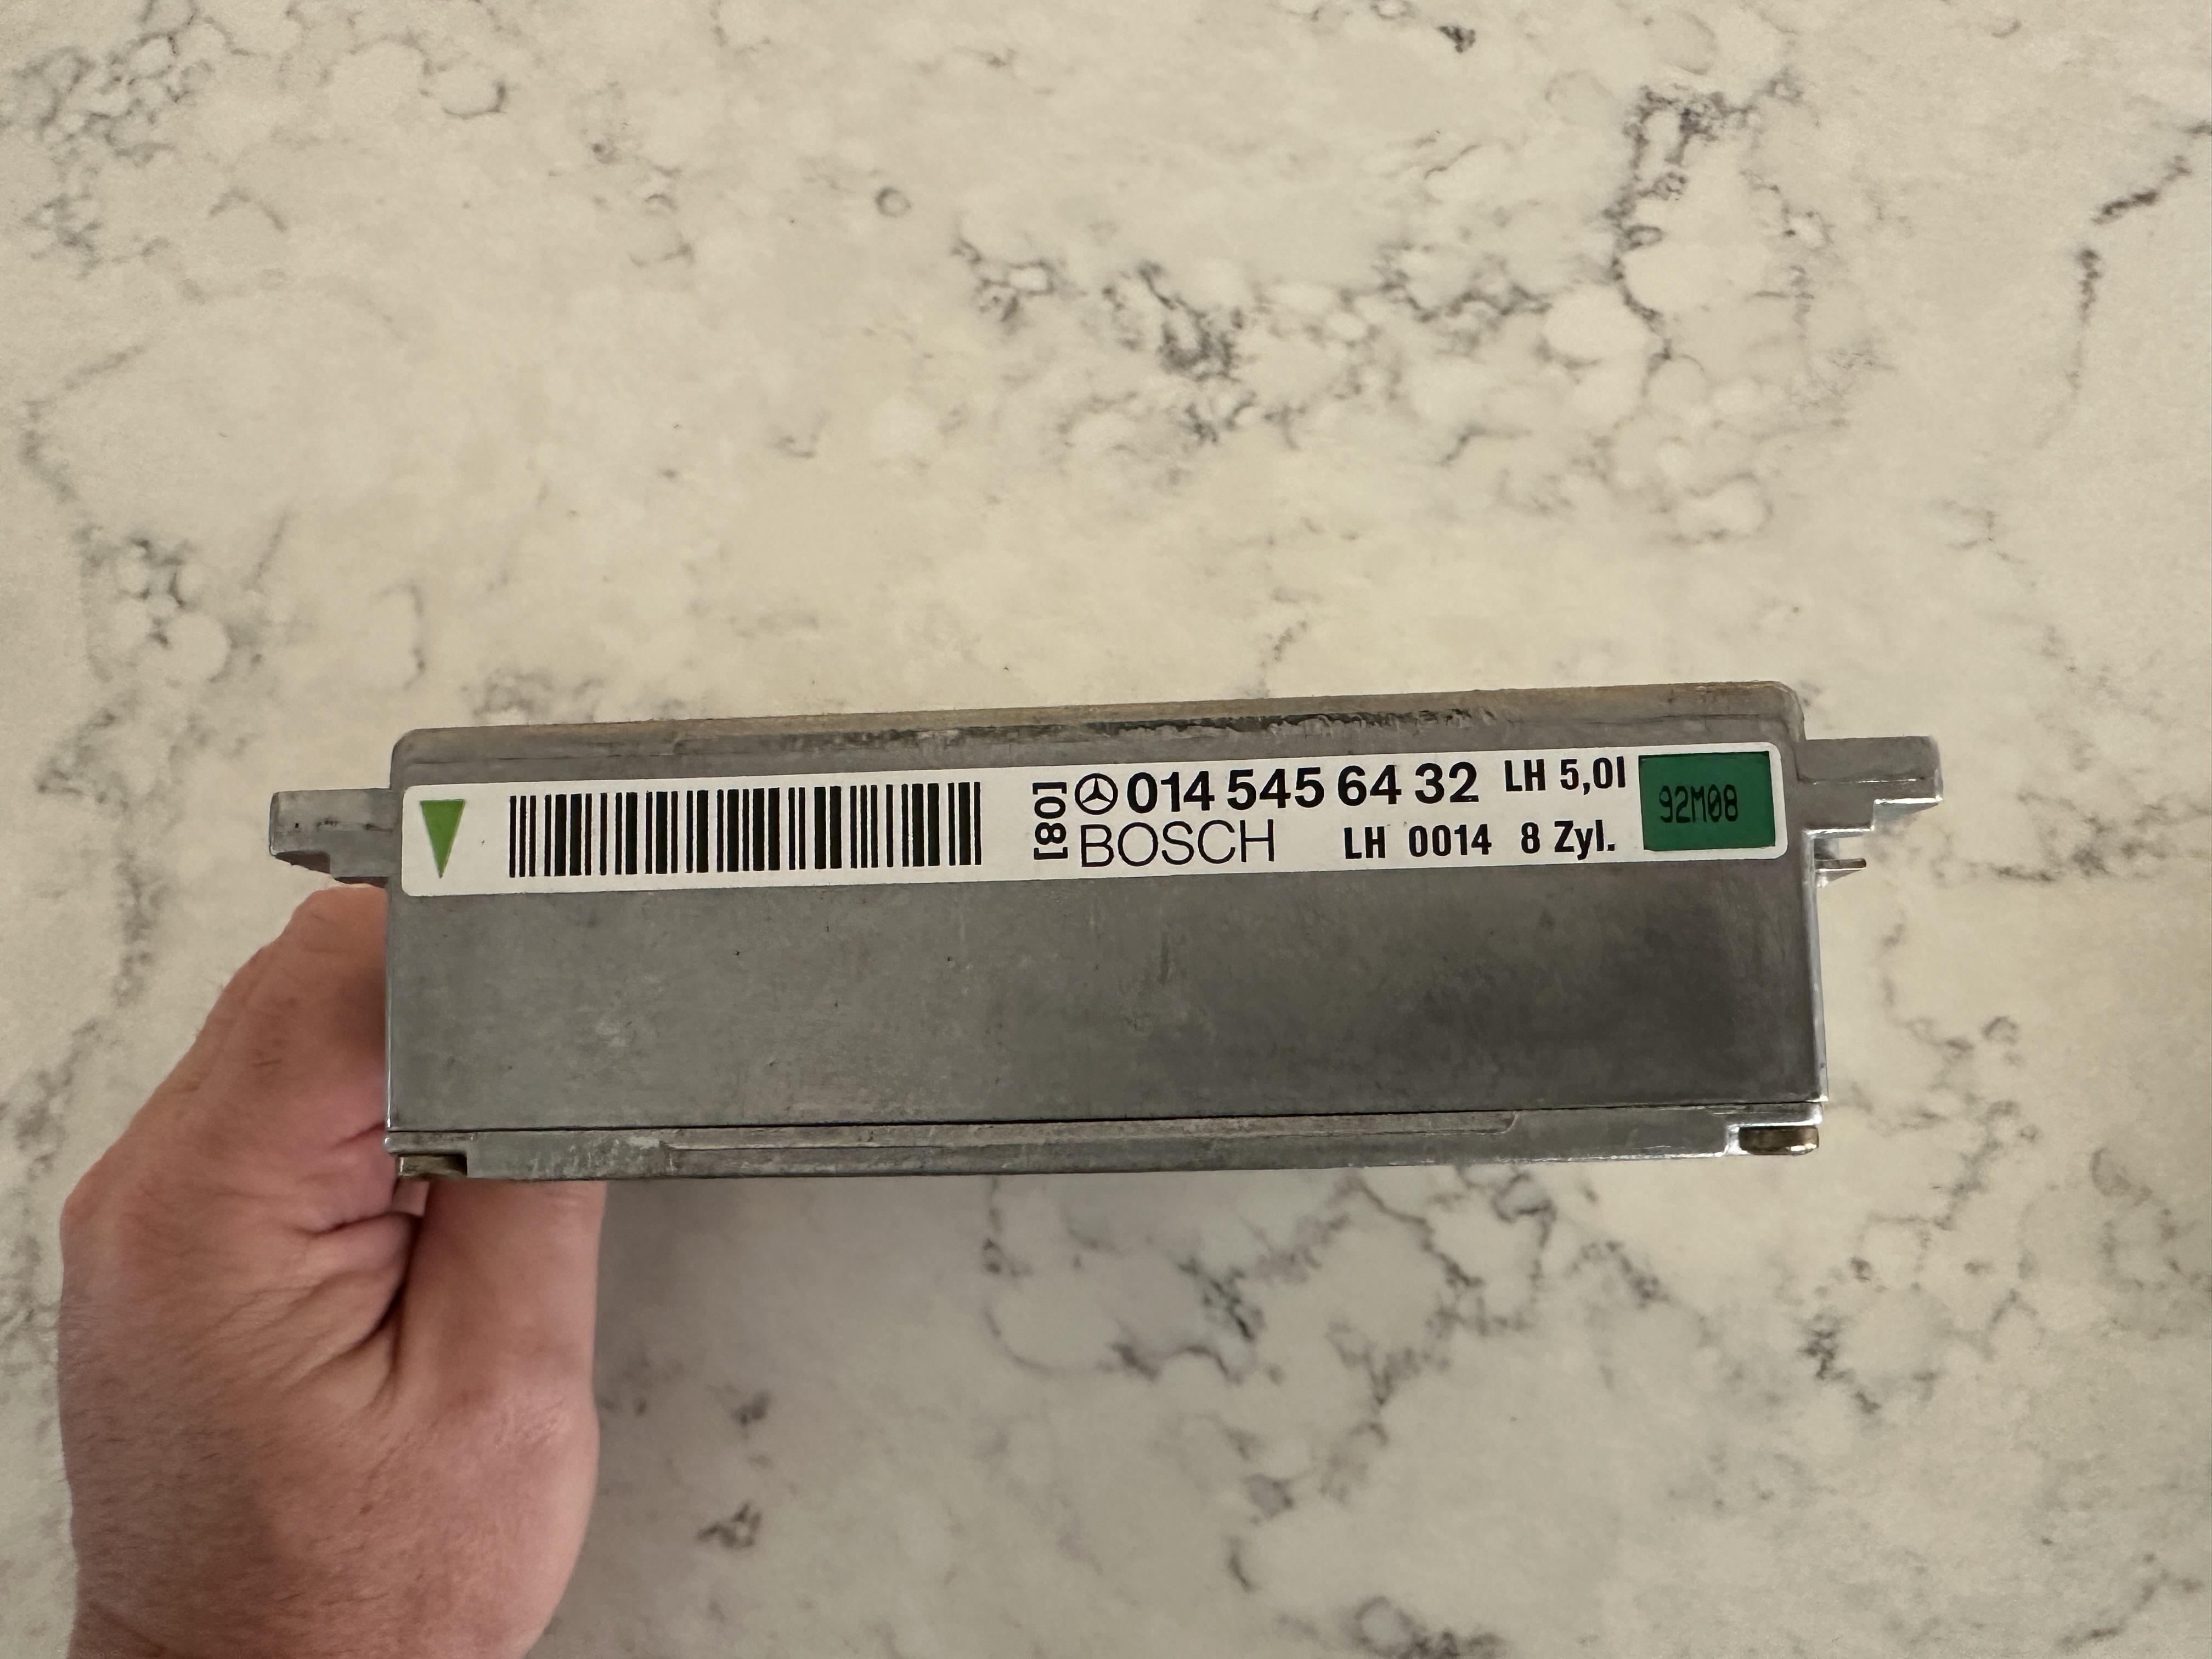 [08] 014 545 64 32 LH 5,0l 92M08
BOSCH LH 0014 8 Zyl.